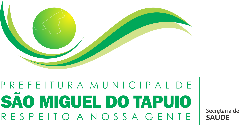 PREFEITURA MUNICIPAL DE
SÃO MIGUEL DO TAPUIO
RESPEITO A NOSSA GENTE
Secretaria de
SAÚDE